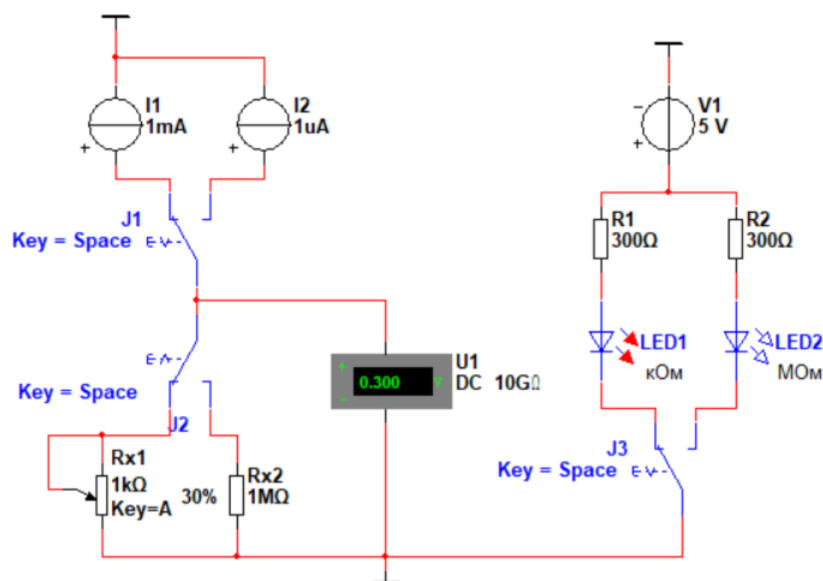 I1
1mA
+
I2
1uA
+
V1
5 V
−
+
J1
Key = Space
R1
300Ω
R2
300Ω
LED1
кОм
LED2
МОм
U1
DC 10GΩ
+
0.300
V
−
Key = Space
J2
Rx1
1kΩ
Key=A
30%
Rx2
1MΩ
J3
Key = Space